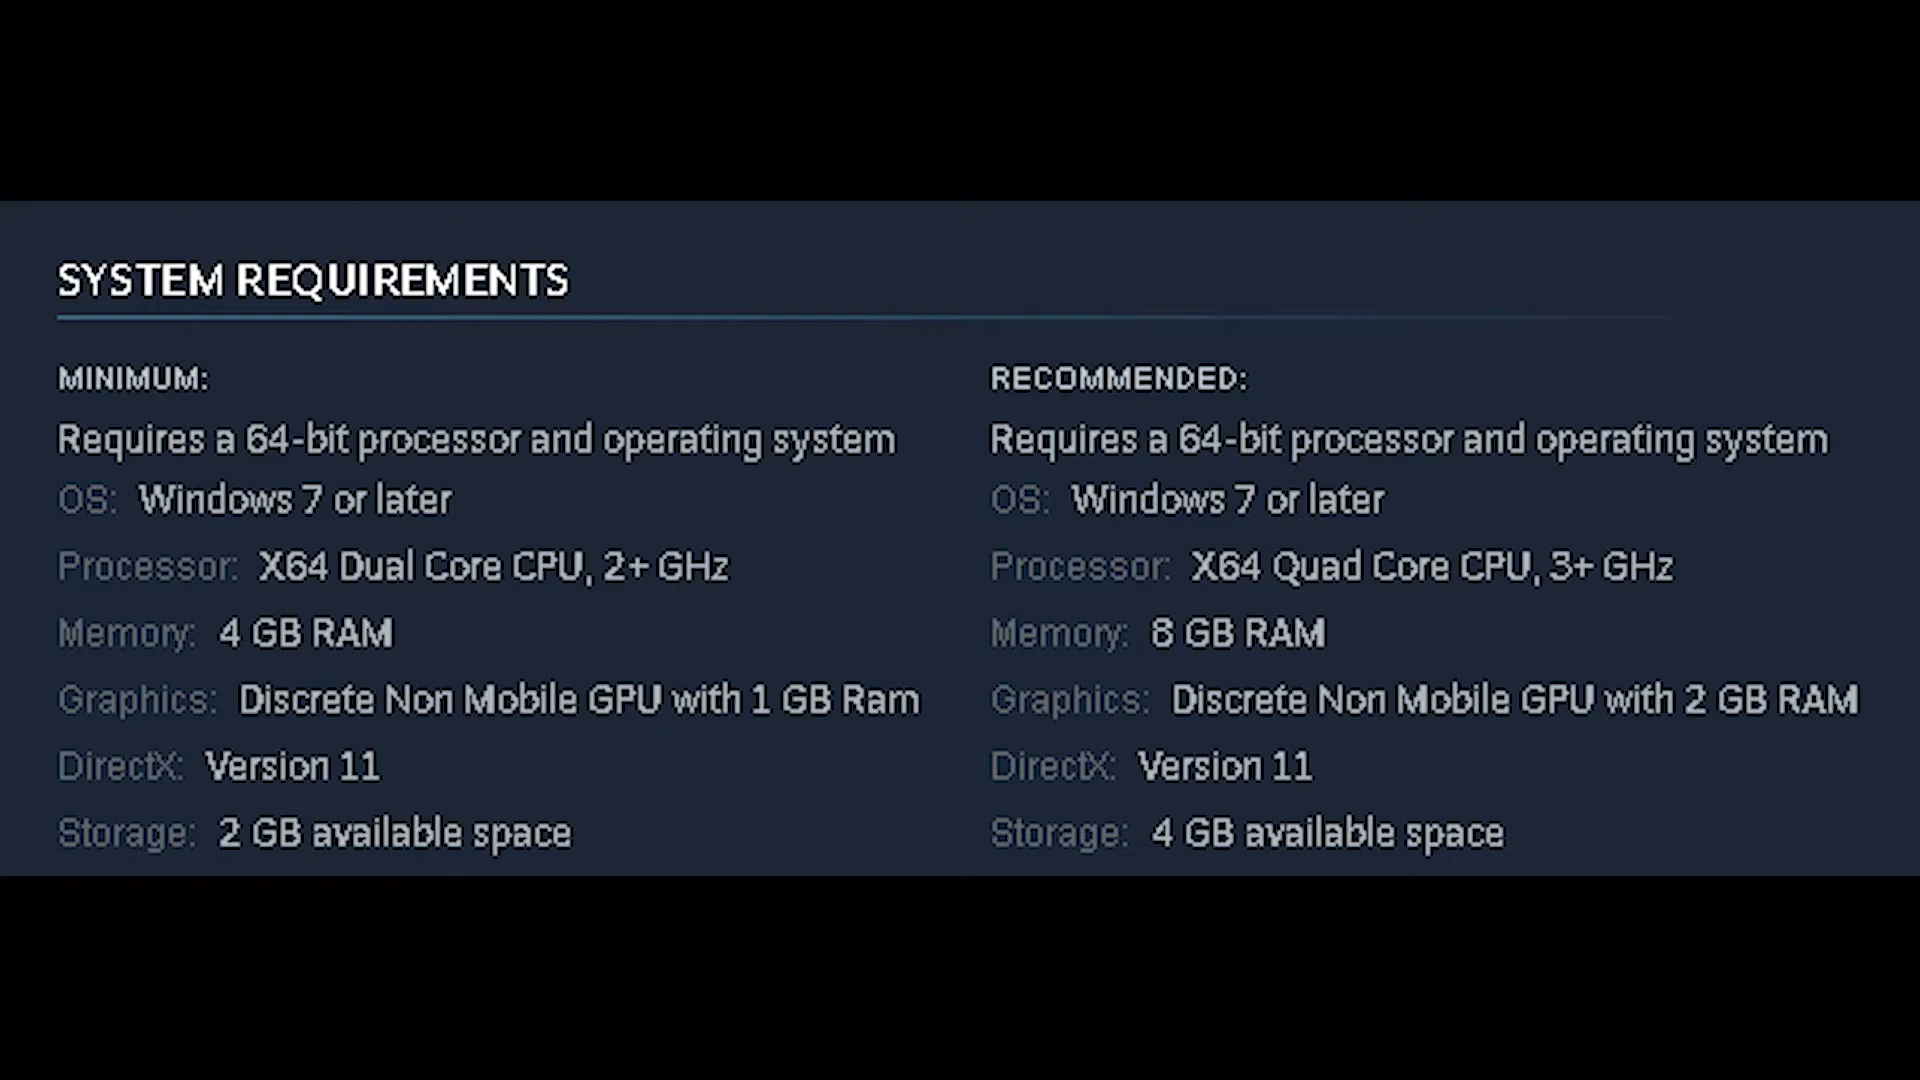 SYSTEM REQUIREMENTS
MINIMUM:
Requires a 64-bit processor and operating system
OS: Windows 7 or later
Processor: X64 Dual Core CPU, 2+ GHz
Memory: 4 GB RAM
Graphics: Discrete Non Mobile GPU with 1 GB Ram
DirectX: Version 11
Storage: 2 GB available space
RECOMMENDED:
Requires a 64-bit processor and operating system
OS: Windows 7 or later
Processor: X64 Quad Core CPU, 3+ GHz
Memory: 8 GB RAM
Graphics: Discrete Non Mobile GPU with 2 GB RAM
DirectX: Version 11
Storage: 4 GB available space